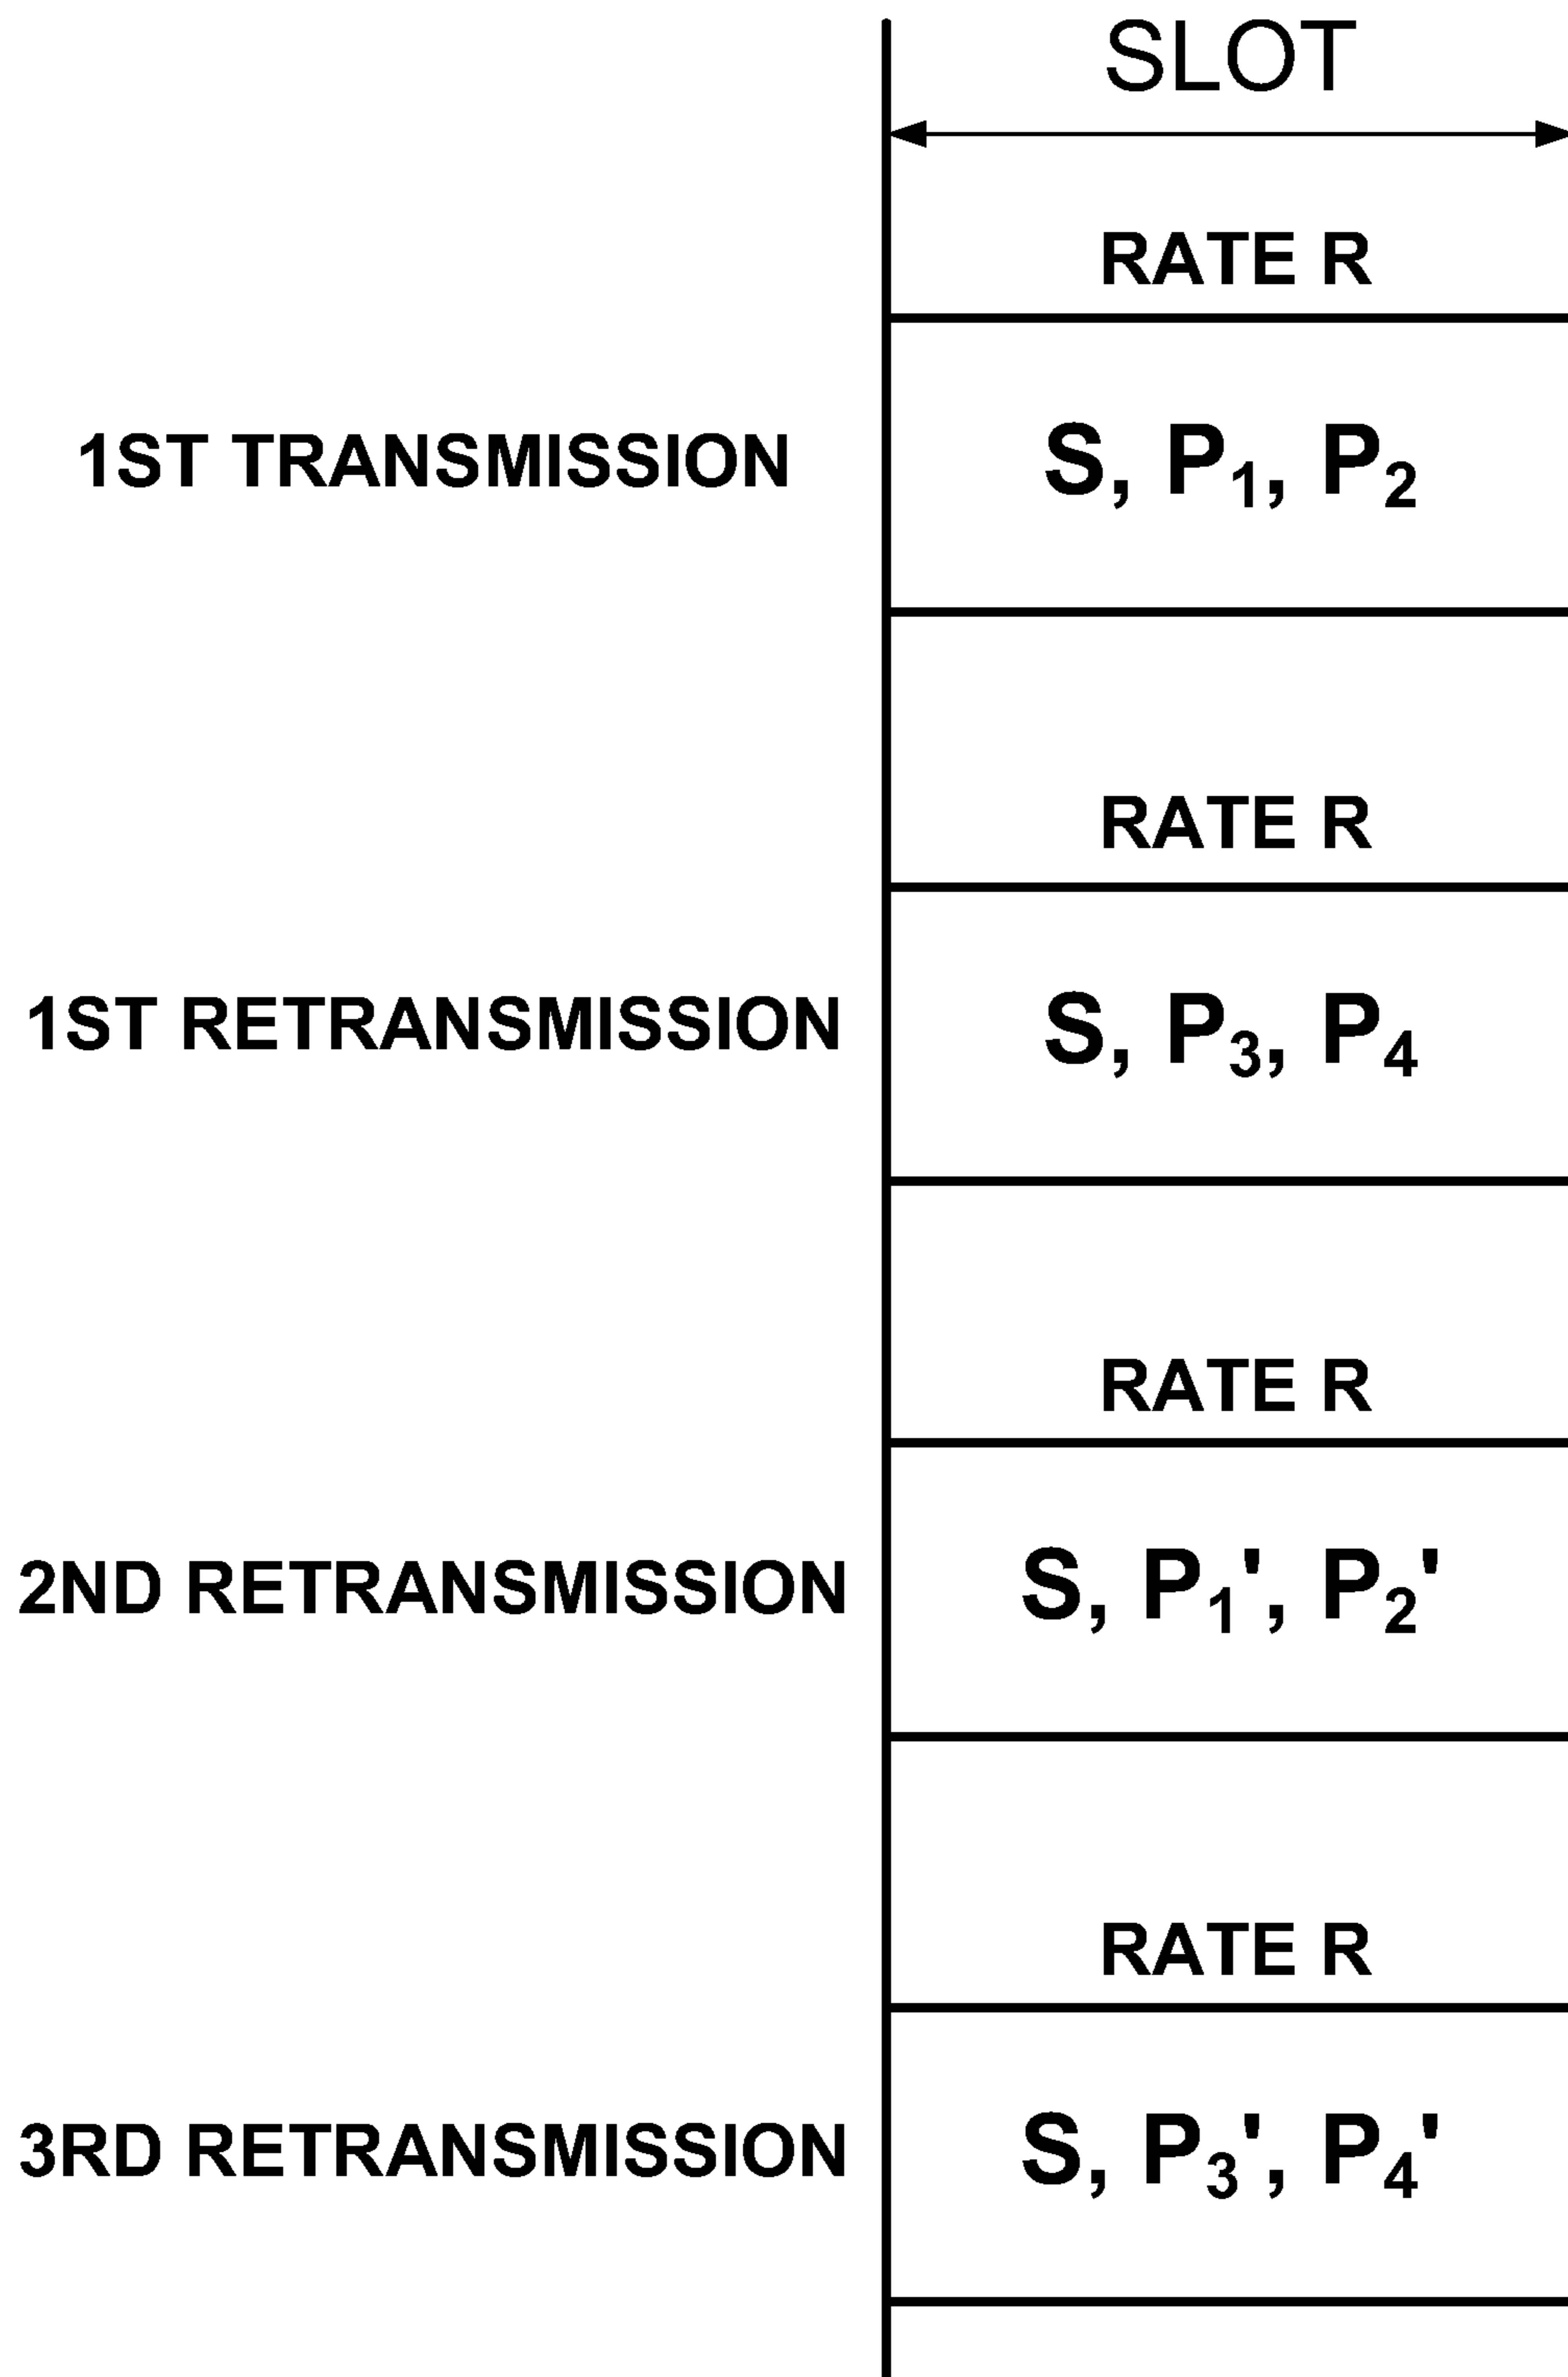 SLOT
RATE R
1ST TRANSMISSION S, P₁, P₂
RATE R
1ST RETRANSMISSION S, P₃, P₄
RATE R
2ND RETRANSMISSION S, P₁', P₂'
RATE R
3RD RETRANSMISSION S, P₃', P₄'